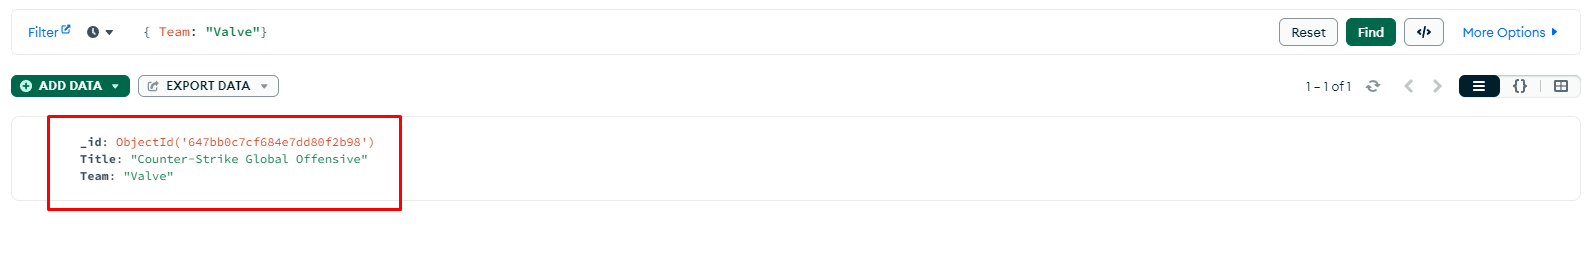 Filter { Team: "Valve"} Reset Find </> More Options
ADD DATA EXPORT DATA 1 – 1 of 1 {}
_id: ObjectId('647bb0c7cf684e7dd80f2b98')
Title: "Counter-Strike Global Offensive"
Team: "Valve"